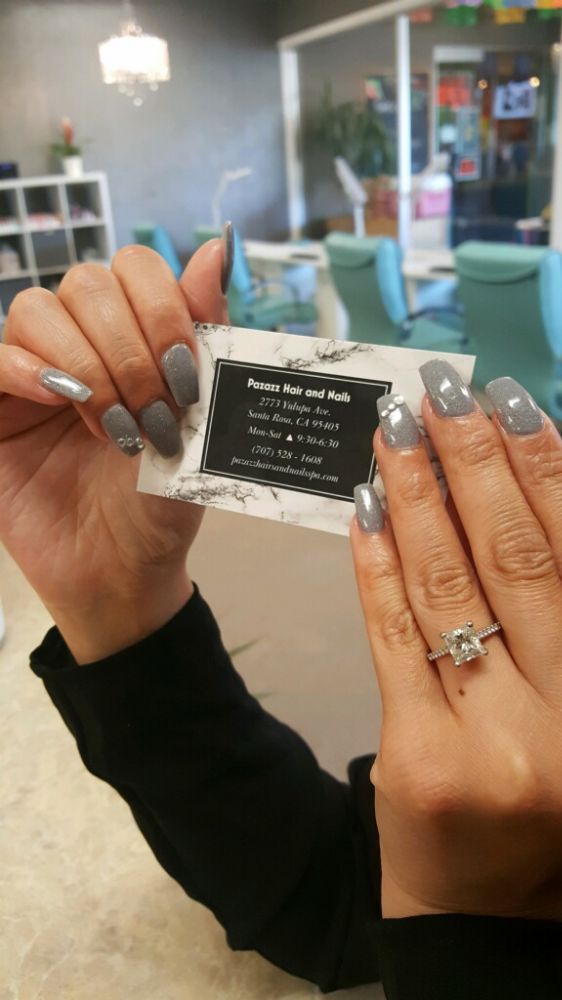 Pazazz Hair and Nails
2773 Yulupa Ave.
Santa Rosa, CA 95405
Mon-Sat ▲ 9:30-6:30
(707) 528 - 1608
pazazzhairsandnailsspa.com